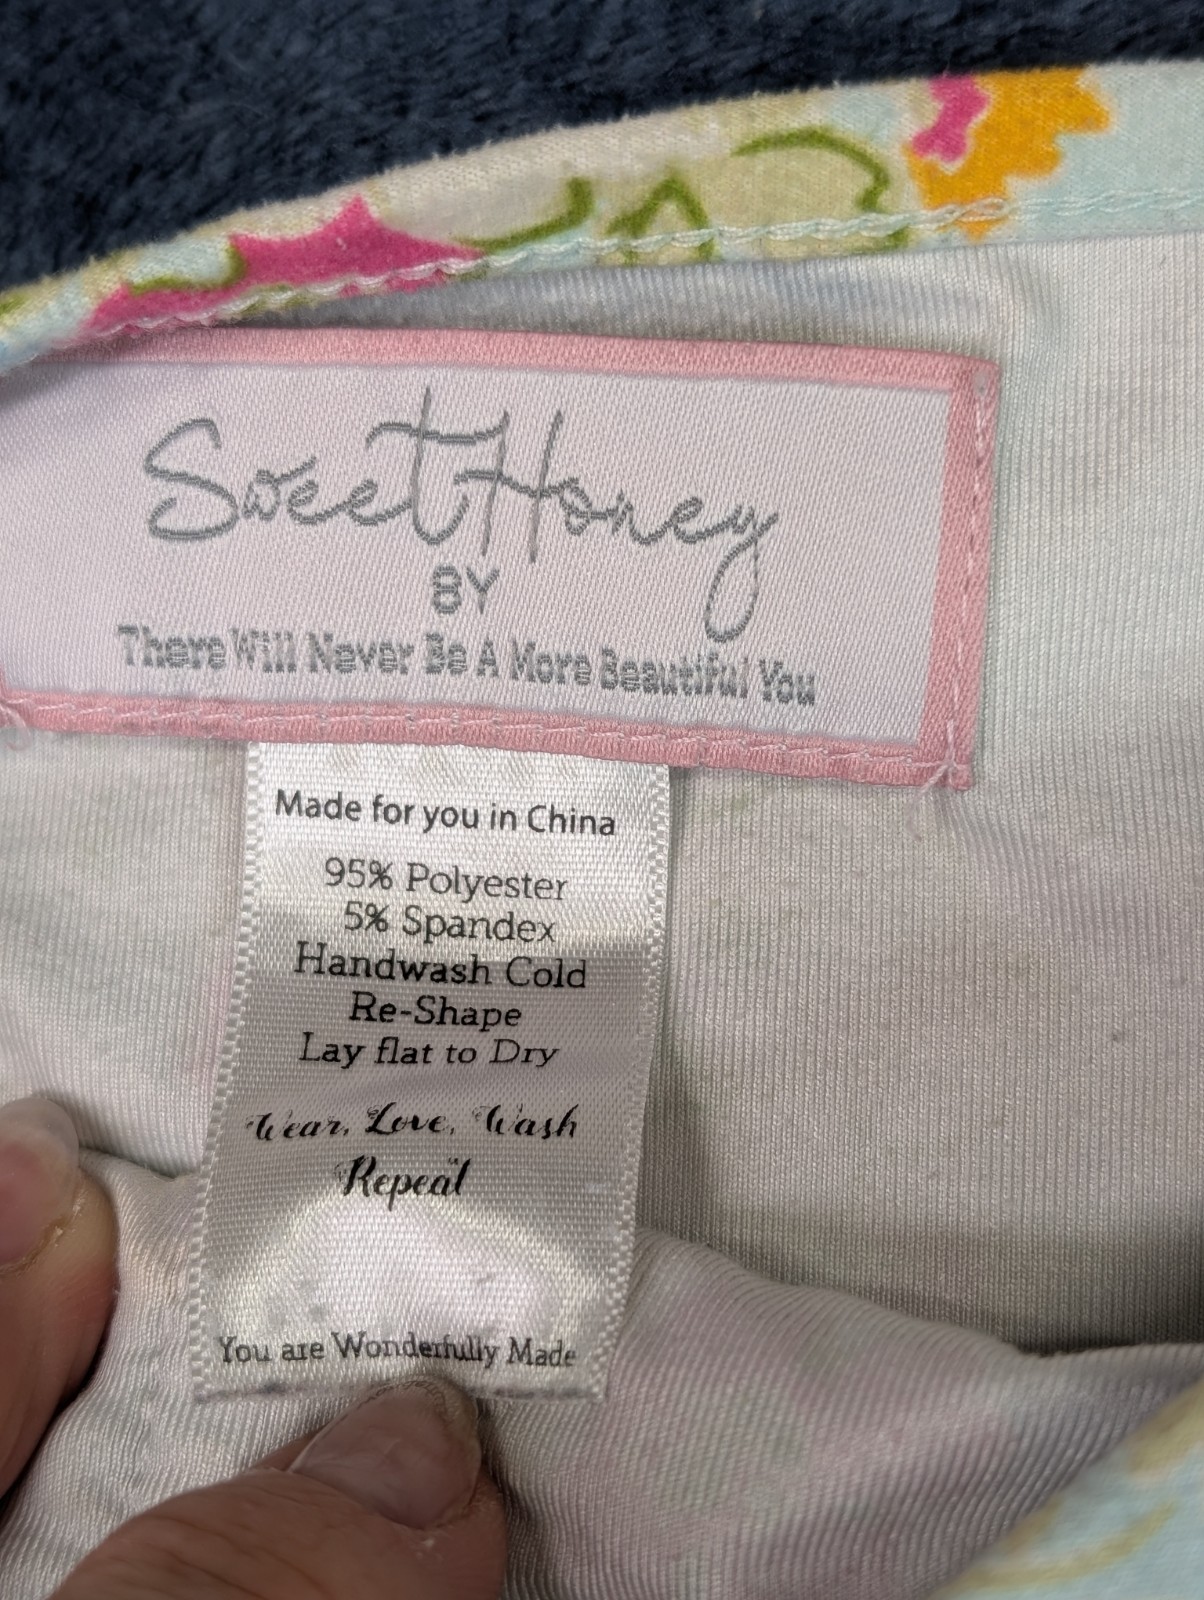 Sweet Honey
8Y
There Will Never Be A More Beautiful You
Made for you in China
95% Polyester
5% Spandex
Handwash Cold
Re-Shape
Lay flat to Dry
Wear, Love, Wash
Repeat
You are Wonderfully Made